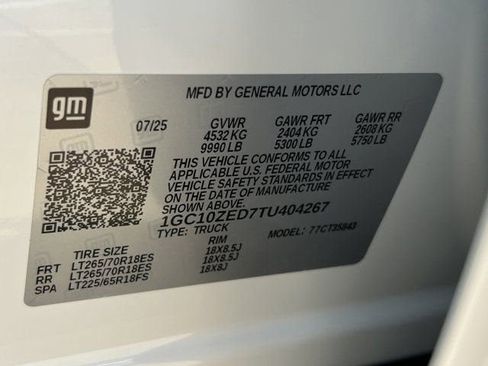 gm
MFD BY GENERAL MOTORS LLC
07/25 GVWR GAWR FRT GAWR RR
4532 KG 2404 KG 2608 KG
9990 LB 5300 LB 5750 LB
THIS VEHICLE CONFORMS TO ALL
APPLICABLE U.S. FEDERAL MOTOR
VEHICLE SAFETY STANDARDS IN EFFECT
ON THE DATE OF MANUFACTURE
SHOWN ABOVE.
1GC10ZED7TU404267
TYPE: TRUCK MODEL: 77CT35843
TIRE SIZE RIM
FRT LT265/70R18ES 18X8.5J
RR LT265/70R18ES 18X8.5J
SPA LT225/65R18FS 18X8J